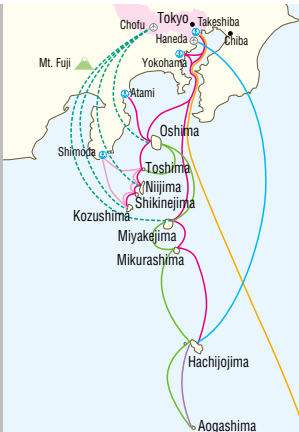 Chofu
Tokyo
Takeshiba
Haneda
Chiba
Yokohama
Mt. Fuji
Atami
Oshima
Shimoda
Toshima
Niijima
Shikinejima
Kozushima
Miyakejima
Mikurashima
Hachijojima
Aogashima